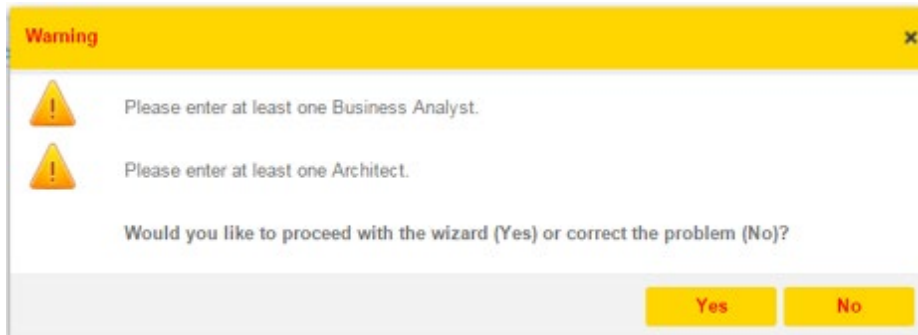 Warning
Please enter at least one Business Analyst.
Please enter at least one Architect.
Would you like to proceed with the wizard (Yes) or correct the problem (No)?
Yes No